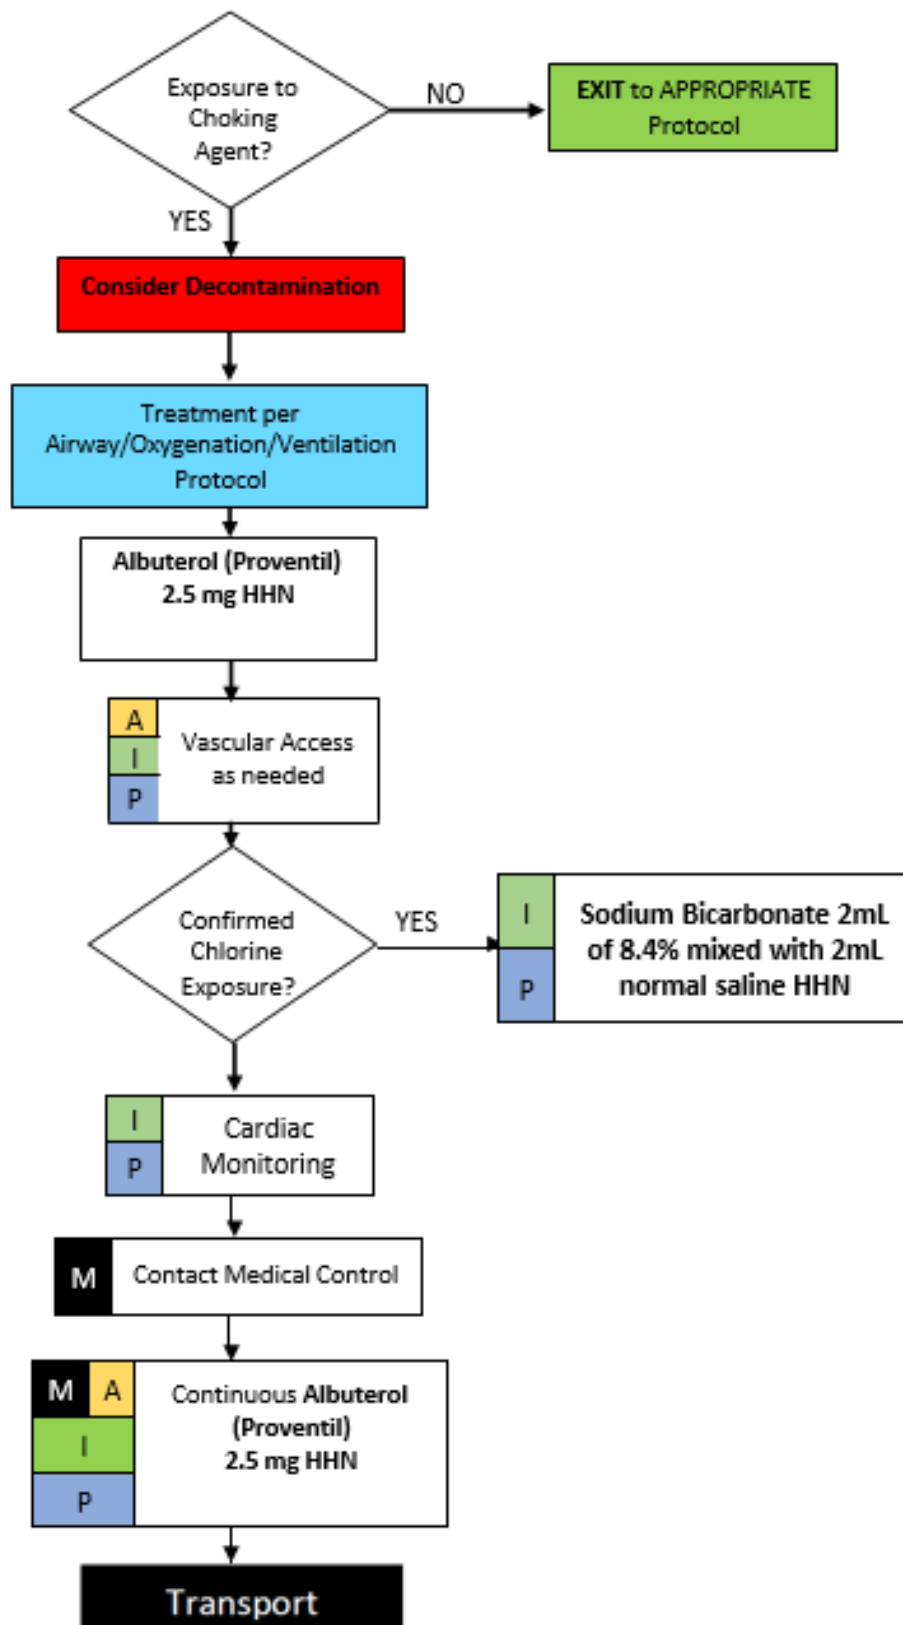 Exposure to
Choking
Agent?
NO
EXIT to APPROPRIATE
Protocol
YES
Consider Decontamination
Treatment per
Airway/Oxygenation/Ventilation
Protocol
Albuterol (Proventil)
2.5 mg HHN
A
I
P
Vascular Access
as needed
Confirmed
Chlorine
Exposure?
YES
I
P
Sodium Bicarbonate 2mL
of 8.4% mixed with 2mL
normal saline HHN
I
P
Cardiac
Monitoring
M
Contact Medical Control
M
A
I
P
Continuous Albuterol
(Proventil)
2.5 mg HHN
Transport